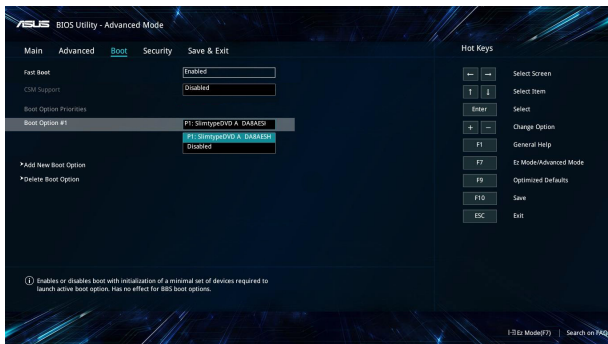 ASUS BIOS Utility - Advanced Mode
Main Advanced Boot Security Save & Exit
Hot Keys
Fast Boot Enabled
CSM Support Disabled
Boot Option Priorities
Boot Option #1 P1: SlimtypeDVD A DA8AESI
P1: SlimtypeDVD A DA8AESH
Disabled
Add New Boot Option
Delete Boot Option
← → Select Screen
↑ ↓ Select Item
Enter Select
+ − Change Option
F1 General Help
F7 Ez Mode/Advanced Mode
F9 Optimized Defaults
F10 Save
ESC Exit
Enables or disables boot with initialization of a minimal set of devices required to
launch active boot option. Has no effect for BBS boot options.
Ez Mode(F7) | Search on FAQ